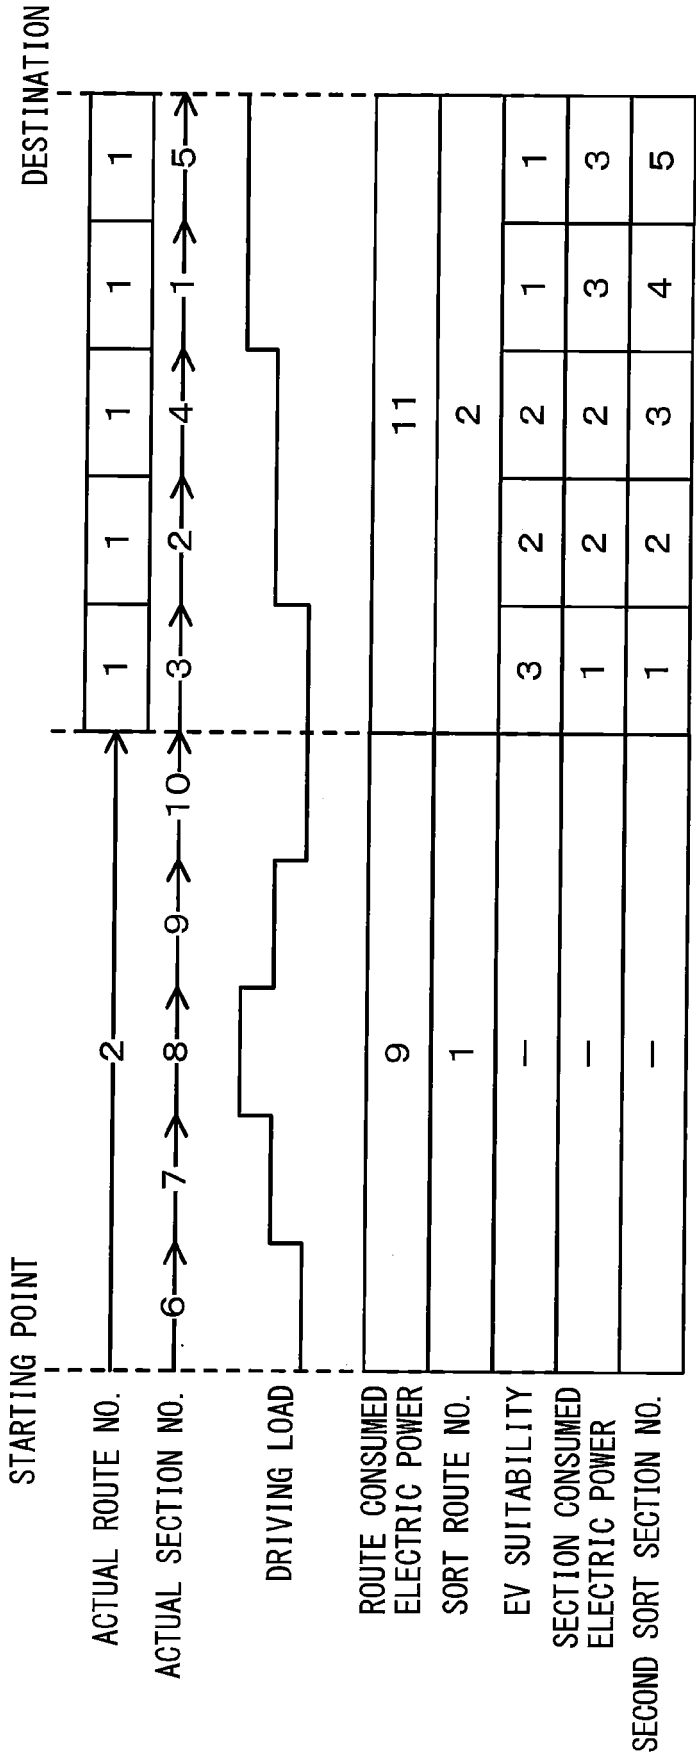 STARTING POINT DESTINATION
ACTUAL ROUTE NO. 2 1 1 1 1 1
ACTUAL SECTION NO. 6 7 8 9 10 3 2 4 1 5
DRIVING LOAD
ROUTE CONSUMED
ELECTRIC POWER 9 11
SORT ROUTE NO. 1 2
EV SUITABILITY – 3 2 2 1 1
SECTION CONSUMED
ELECTRIC POWER – 1 2 2 3 3
SECOND SORT SECTION NO. – 1 2 3 4 5